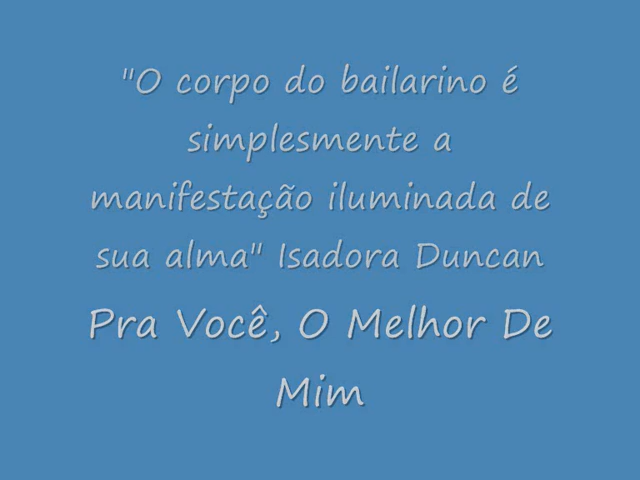 "O corpo do bailarino é
simplesmente a
manifestação iluminada de
sua alma" Isadora Duncan
Pra Você, O Melhor De
Mim